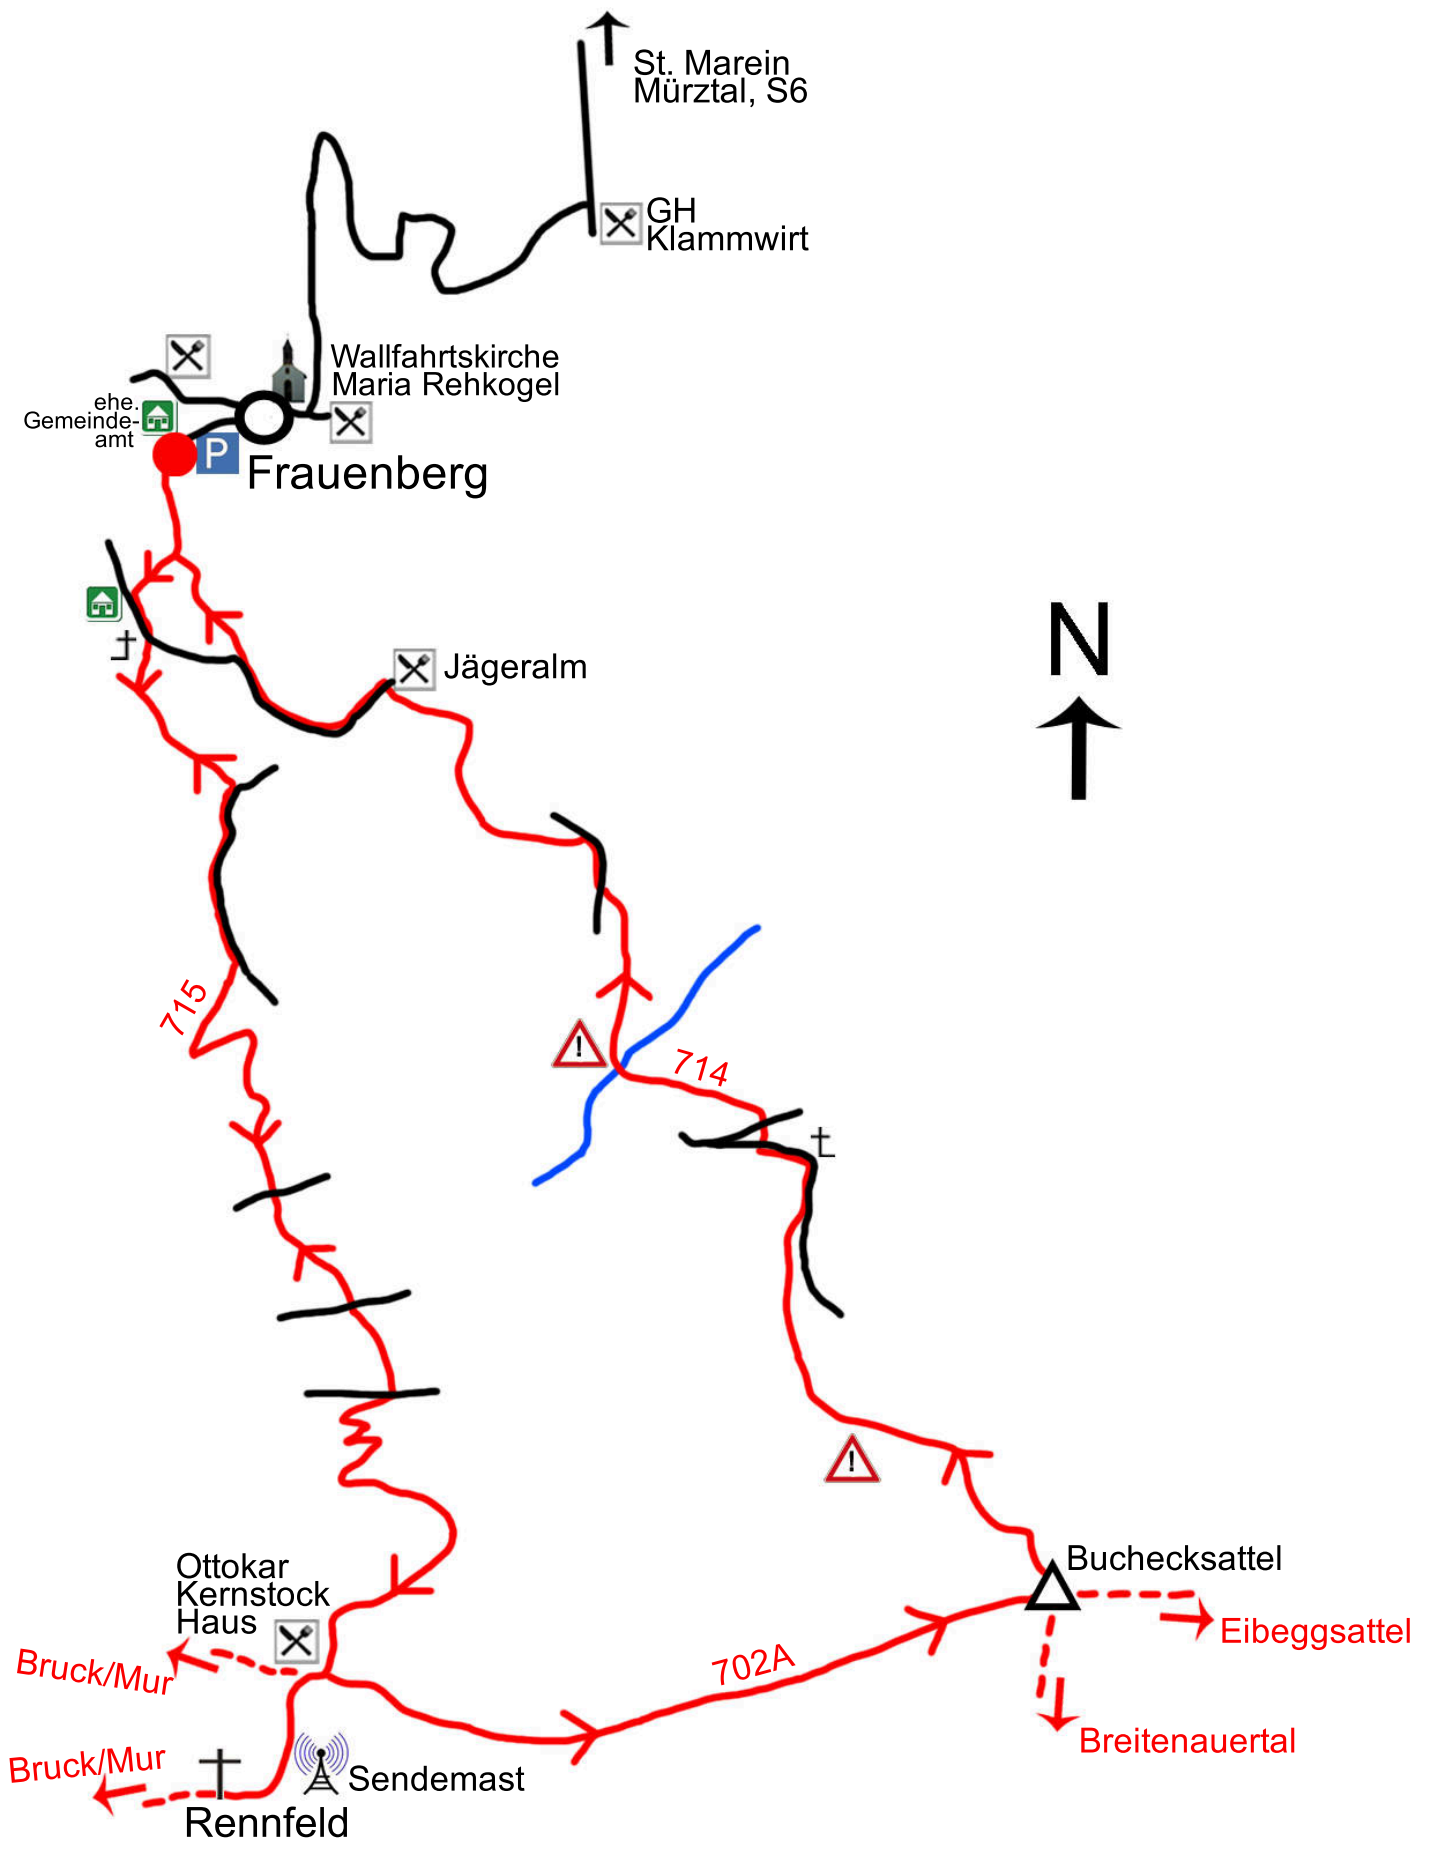 St. Marein
Mürztal, S6
GH
Klammwirt
Wallfahrtskirche
Maria Rehkogel
ehe.
Gemeinde-
amt
P
Frauenberg
N
Jägeralm
715
!
714
!
Buchecksattel
Ottokar
Kernstock
Haus
Eibeggsattel
Bruck/Mur
702A
Breitenauertal
Bruck/Mur
Sendemast
Rennfeld